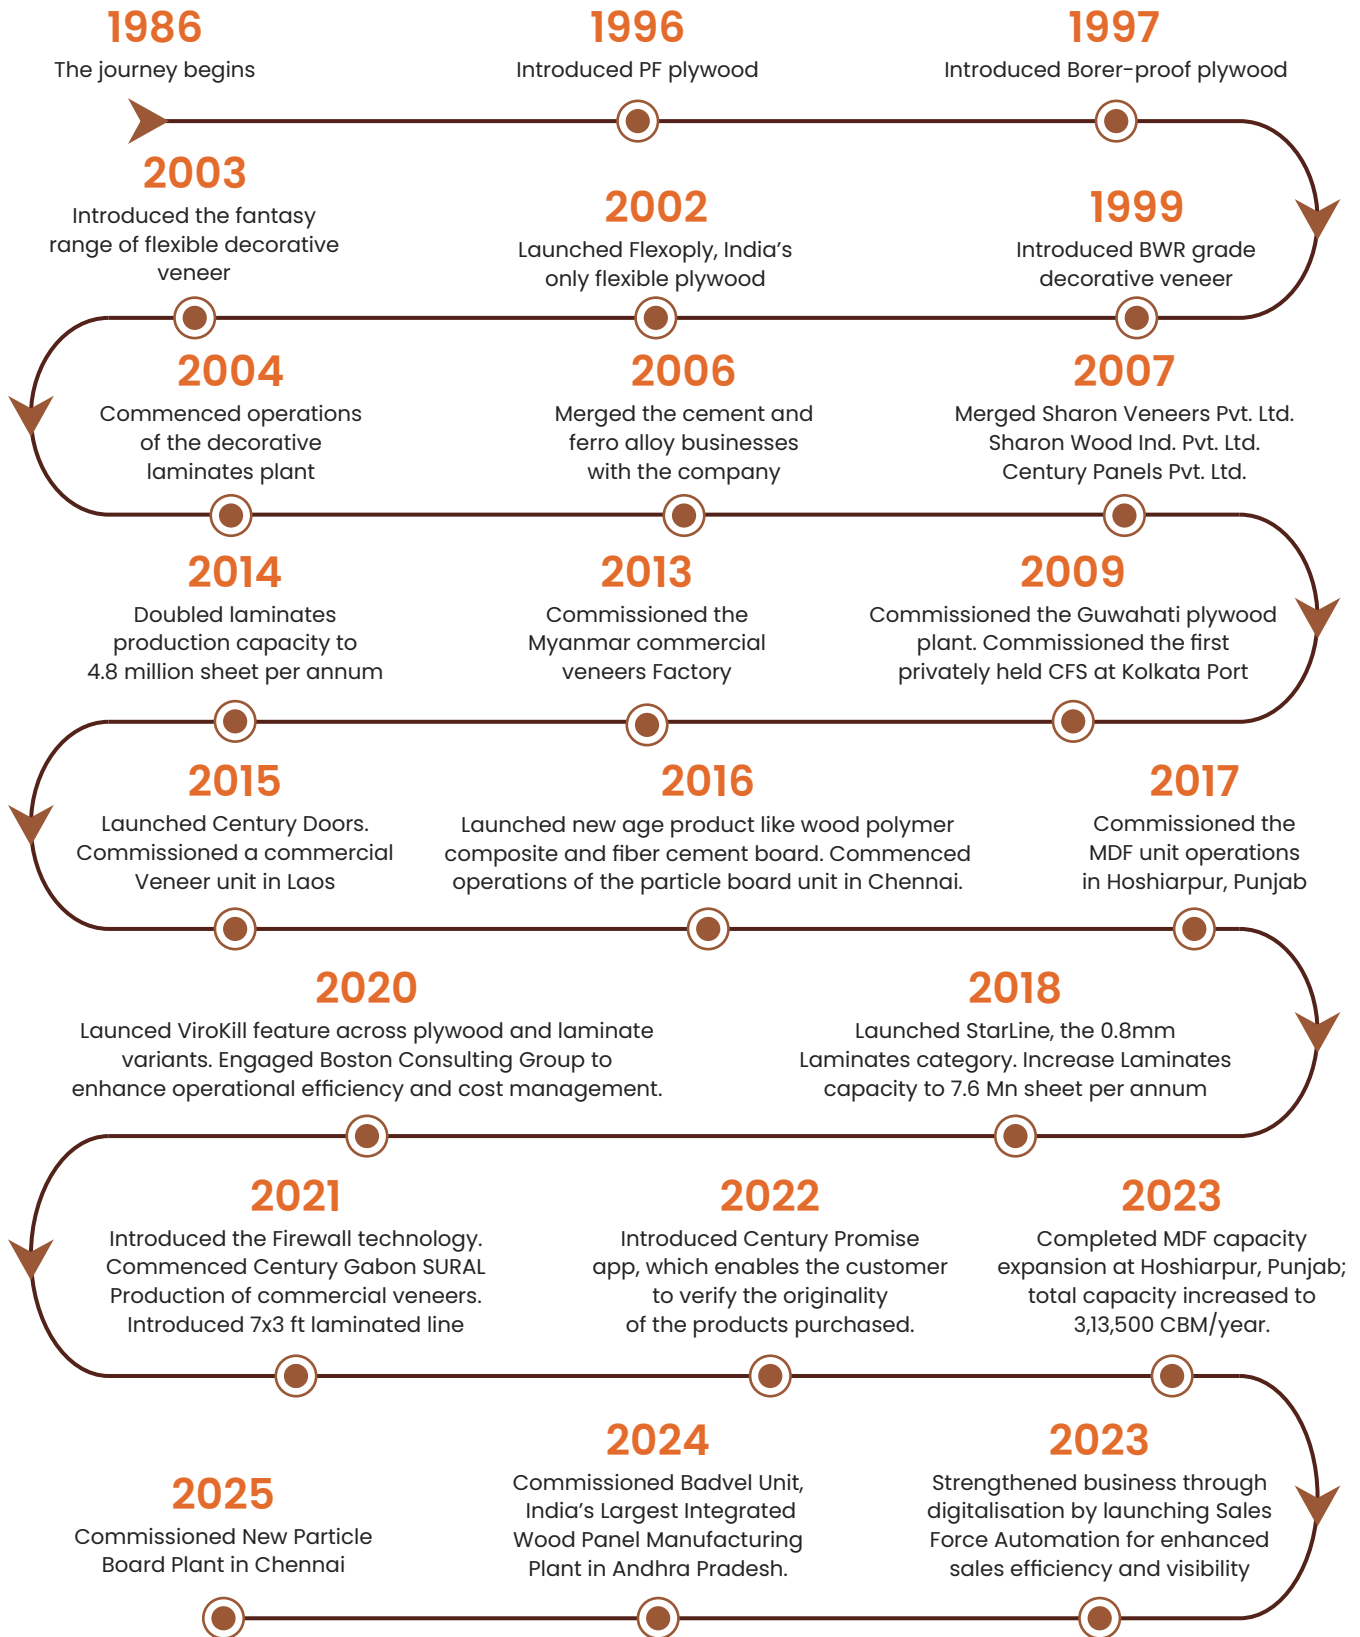 1986
The journey begins
1996
Introduced PF plywood
1997
Introduced Borer-proof plywood
1999
Introduced BWR grade
decorative veneer
2002
Launched Flexoply, India's
only flexible plywood
2003
Introduced the fantasy
range of flexible decorative
veneer
2004
Commenced operations
of the decorative
laminates plant
2006
Merged the cement and
ferro alloy businesses
with the company
2007
Merged Sharon Veneers Pvt. Ltd.
Sharon Wood Ind. Pvt. Ltd.
Century Panels Pvt. Ltd.
2009
Commissioned the Guwahati plywood
plant. Commissioned the first
privately held CFS at Kolkata Port
2013
Commissioned the
Myanmar commercial
veneers Factory
2014
Doubled laminates
production capacity to
4.8 million sheet per annum
2015
Launched Century Doors.
Commissioned a commercial
Veneer unit in Laos
2016
Launched new age product like wood polymer
composite and fiber cement board. Commenced
operations of the particle board unit in Chennai.
2017
Commissioned the
MDF unit operations
in Hoshiarpur, Punjab
2018
Launched StarLine, the 0.8mm
Laminates category. Increase Laminates
capacity to 7.6 Mn sheet per annum
2020
Launced ViroKill feature across plywood and laminate
variants. Engaged Boston Consulting Group to
enhance operational efficiency and cost management.
2021
Introduced the Firewall technology.
Commenced Century Gabon SURAL
Production of commercial veneers.
Introduced 7x3 ft laminated line
2022
Introduced Century Promise
app, which enables the customer
to verify the originality
of the products purchased.
2023
Completed MDF capacity
expansion at Hoshiarpur, Punjab;
total capacity increased to
3,13,500 CBM/year.
2023
Strengthened business through
digitalisation by launching Sales
Force Automation for enhanced
sales efficiency and visibility
2024
Commissioned Badvel Unit,
India's Largest Integrated
Wood Panel Manufacturing
Plant in Andhra Pradesh.
2025
Commissioned New Particle
Board Plant in Chennai